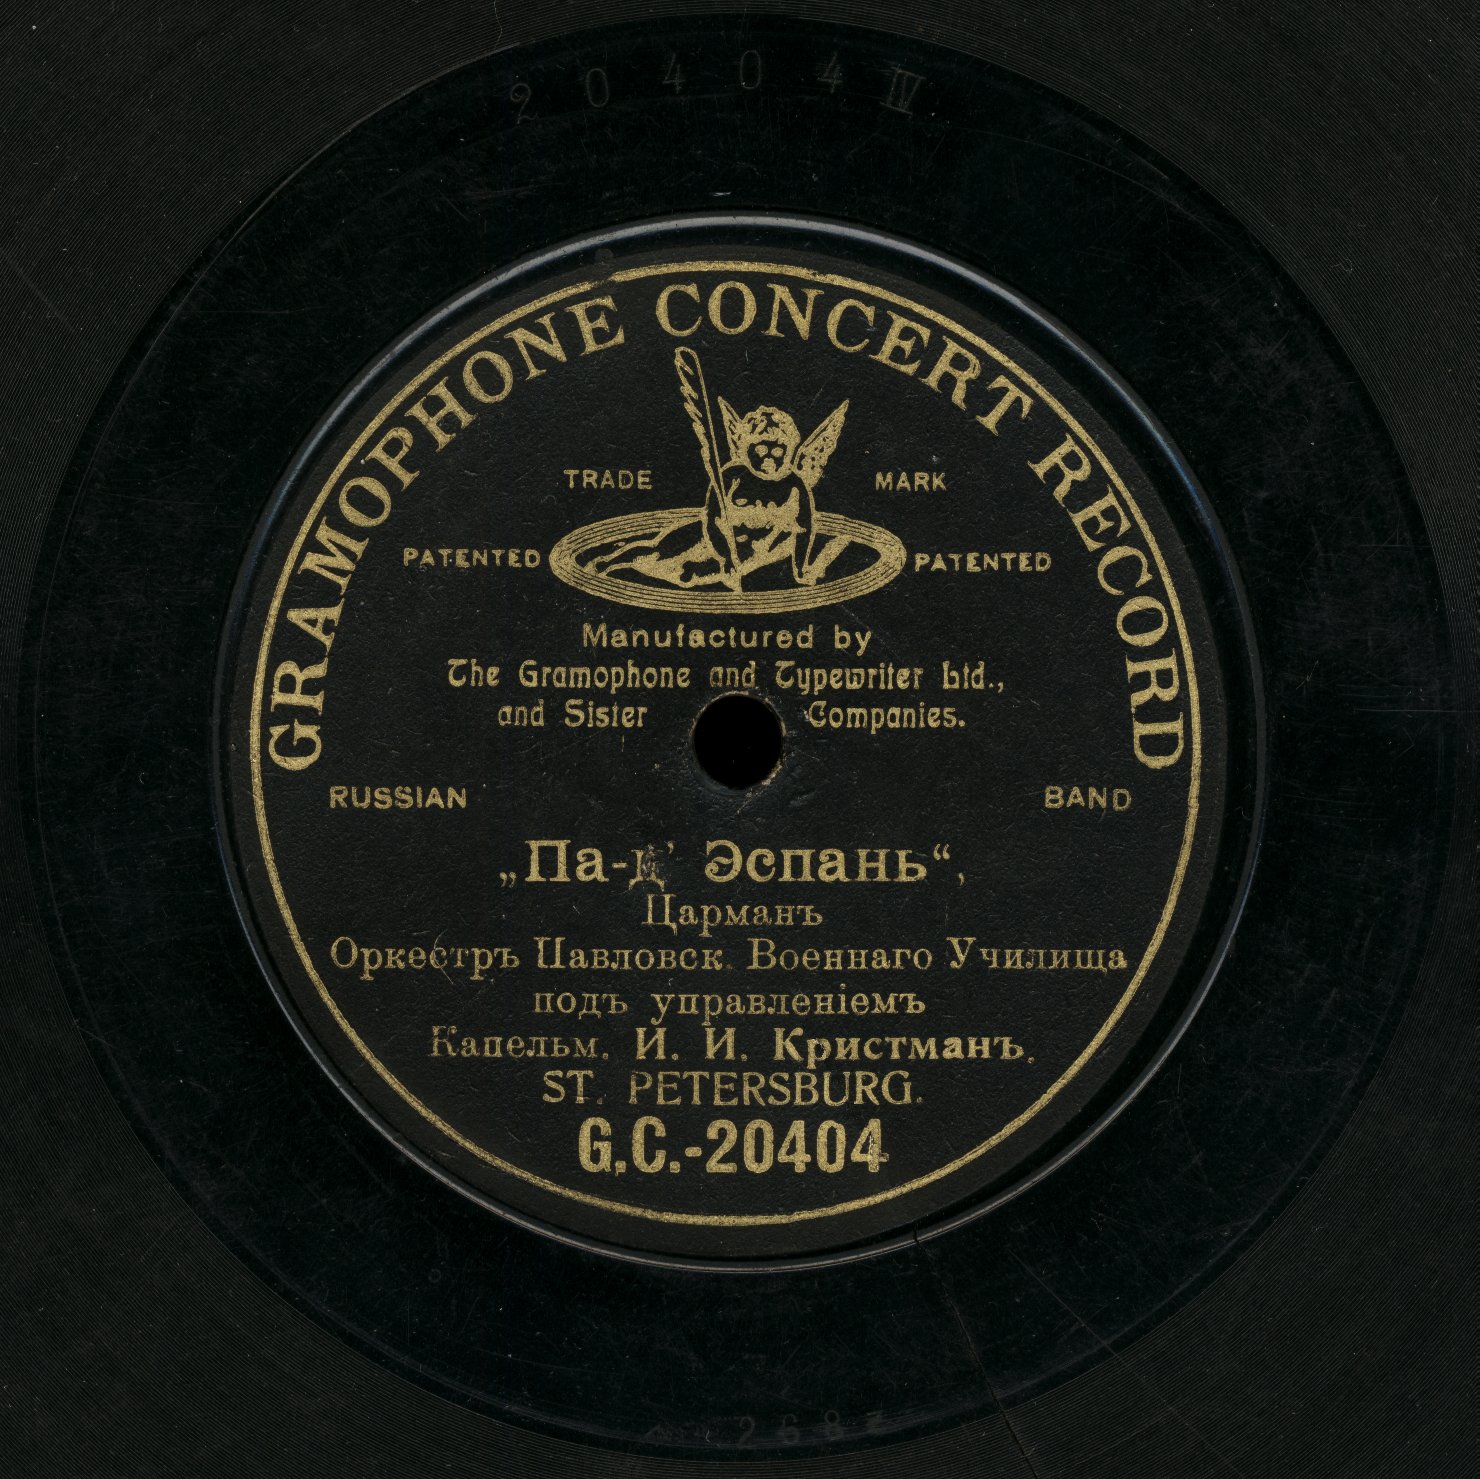 20404 IV
GRAMOPHONE CONCERT RECORD
TRADE MARK
PATENTED PATENTED
Manufactured by
The Gramophone and Typewriter Ltd.,
and Sister Companies.
RUSSIAN BAND
„Па-д’ Эспань“,
Царманъ
Оркестръ Павловск. Военнаго Училища
подъ управленіемъ
Капельм. И. И. Кристманъ.
ST. PETERSBURG.
G.C.-20404